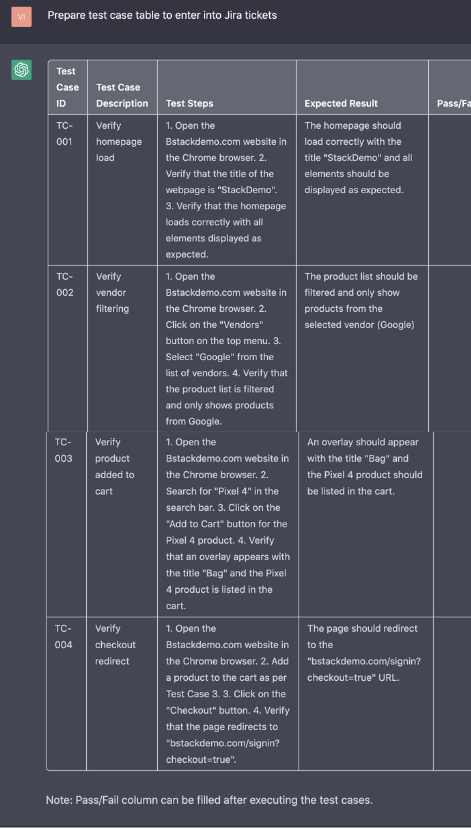 VI
Prepare test case table to enter into Jira tickets
Test
Case
ID
Test Case
Description
Test Steps
Expected Result
Pass/Fa
TC-
001
Verify
homepage
load
1. Open the
Bstackdemo.com website in
the Chrome browser. 2.
Verify that the title of the
webpage is "StackDemo".
3. Verify that the homepage
loads correctly with all
elements displayed as
expected.
The homepage should
load correctly with the
title "StackDemo" and all
elements should be
displayed as expected.
TC-
002
Verify
vendor
filtering
1. Open the
Bstackdemo.com website in
the Chrome browser. 2.
Click on the "Vendors"
button on the top menu. 3.
Select "Google" from the
list of vendors. 4. Verify that
the product list is filtered
and only shows products
from Google.
The product list should be
filtered and only show
products from the
selected vendor (Google)
TC-
003
Verify
product
added to
cart
1. Open the
Bstackdemo.com website in
the Chrome browser. 2.
Search for "Pixel 4" in the
search bar. 3. Click on the
"Add to Cart" button for the
Pixel 4 product. 4. Verify
that an overlay appears with
the title "Bag" and the Pixel
4 product is listed in the
cart.
An overlay should appear
with the title "Bag" and
the Pixel 4 product should
be listed in the cart.
TC-
004
Verify
checkout
redirect
1. Open the
Bstackdemo.com website in
the Chrome browser. 2. Add
a product to the cart as per
Test Case 3. 3. Click on the
"Checkout" button. 4. Verify
that the page redirects to
"bstackdemo.com/signin?
checkout=true".
The page should redirect
to the
"bstackdemo.com/signin?
checkout=true" URL.
Note: Pass/Fail column can be filled after executing the test cases.